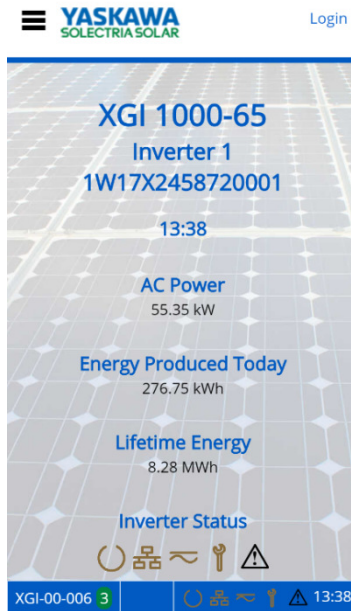 YASKAWA
SOLECTRIA SOLAR
Login
XGI 1000-65
Inverter 1
1W17X2458720001
13:38
AC Power
55.35 kW
Energy Produced Today
276.75 kWh
Lifetime Energy
8.28 MWh
Inverter Status
XGI-00-006 3 13:38